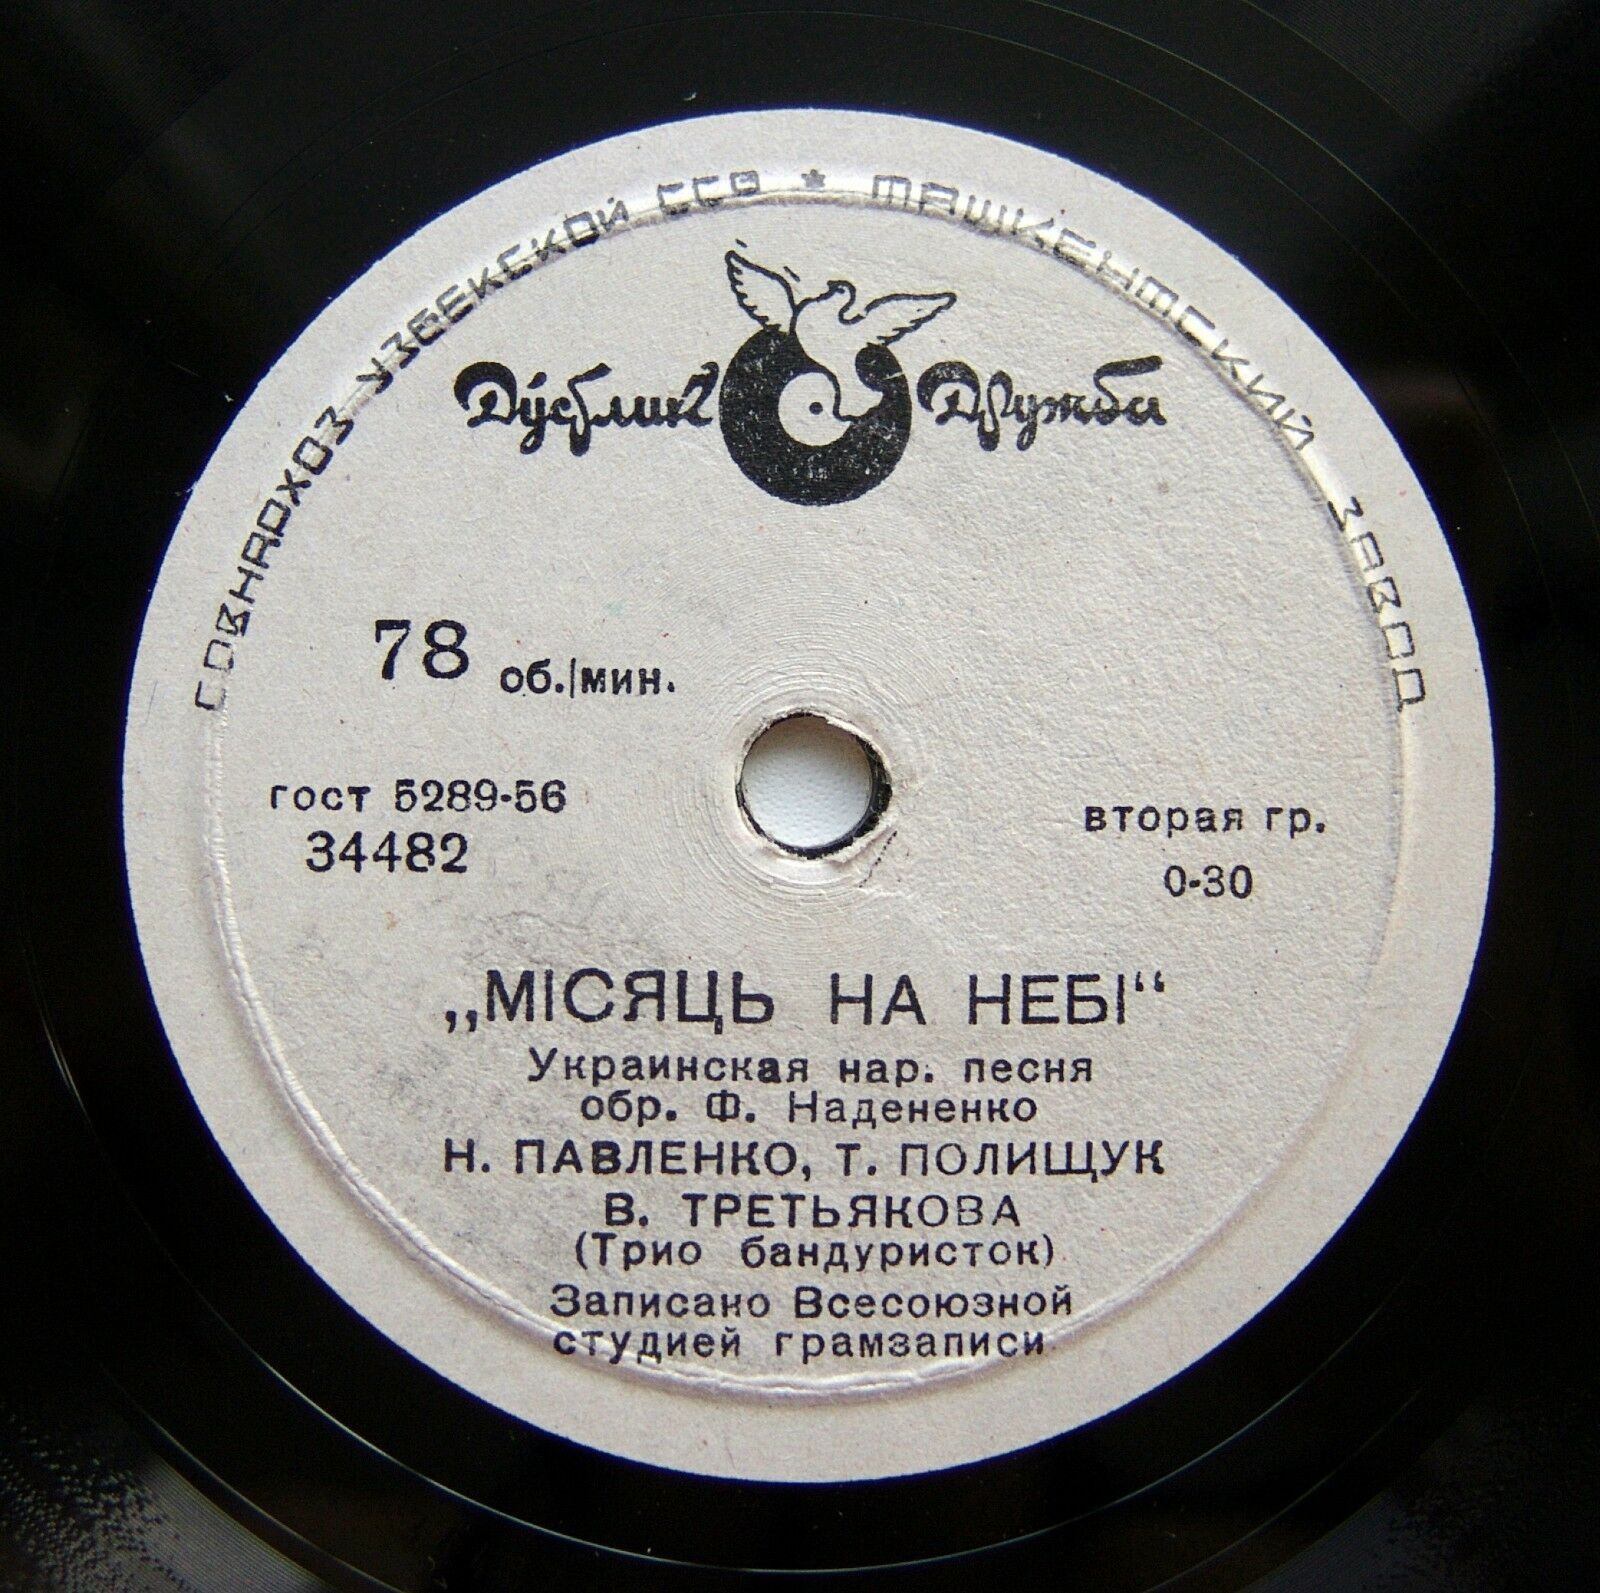 СОВНАРХОЗ УЗБЕКСКОЙ ССР * ТАШКЕНТСКИЙ ЗАВОД
Дўстлик Дружба
78 об./мин.
гост 5289-56
34482
вторая гр.
0-30
„МІСЯЦЬ НА НЕБІ“
Украинская нар. песня
обр. Ф. Надененко
Н. ПАВЛЕНКО, Т. ПОЛИЩУК
В. ТРЕТЬЯКОВА
(Трио бандуристок)
Записано Всесоюзной
студией грамзаписи